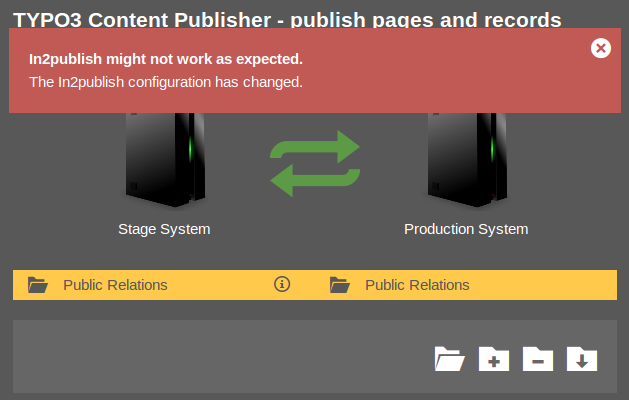 TYPO3 Content Publisher - publish pages and records
In2publish might not work as expected.
The In2publish configuration has changed.
Stage System
Production System
Public Relations
Public Relations